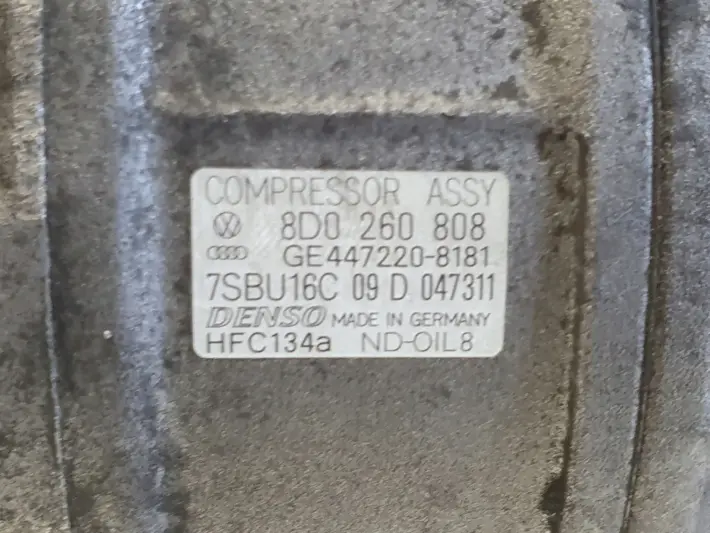 COMPRESSOR ASSY
8D0 260 808
GE447220-8181
7SBU16C 09 D 047311
DENSO MADE IN GERMANY
HFC134a ND-OIL8